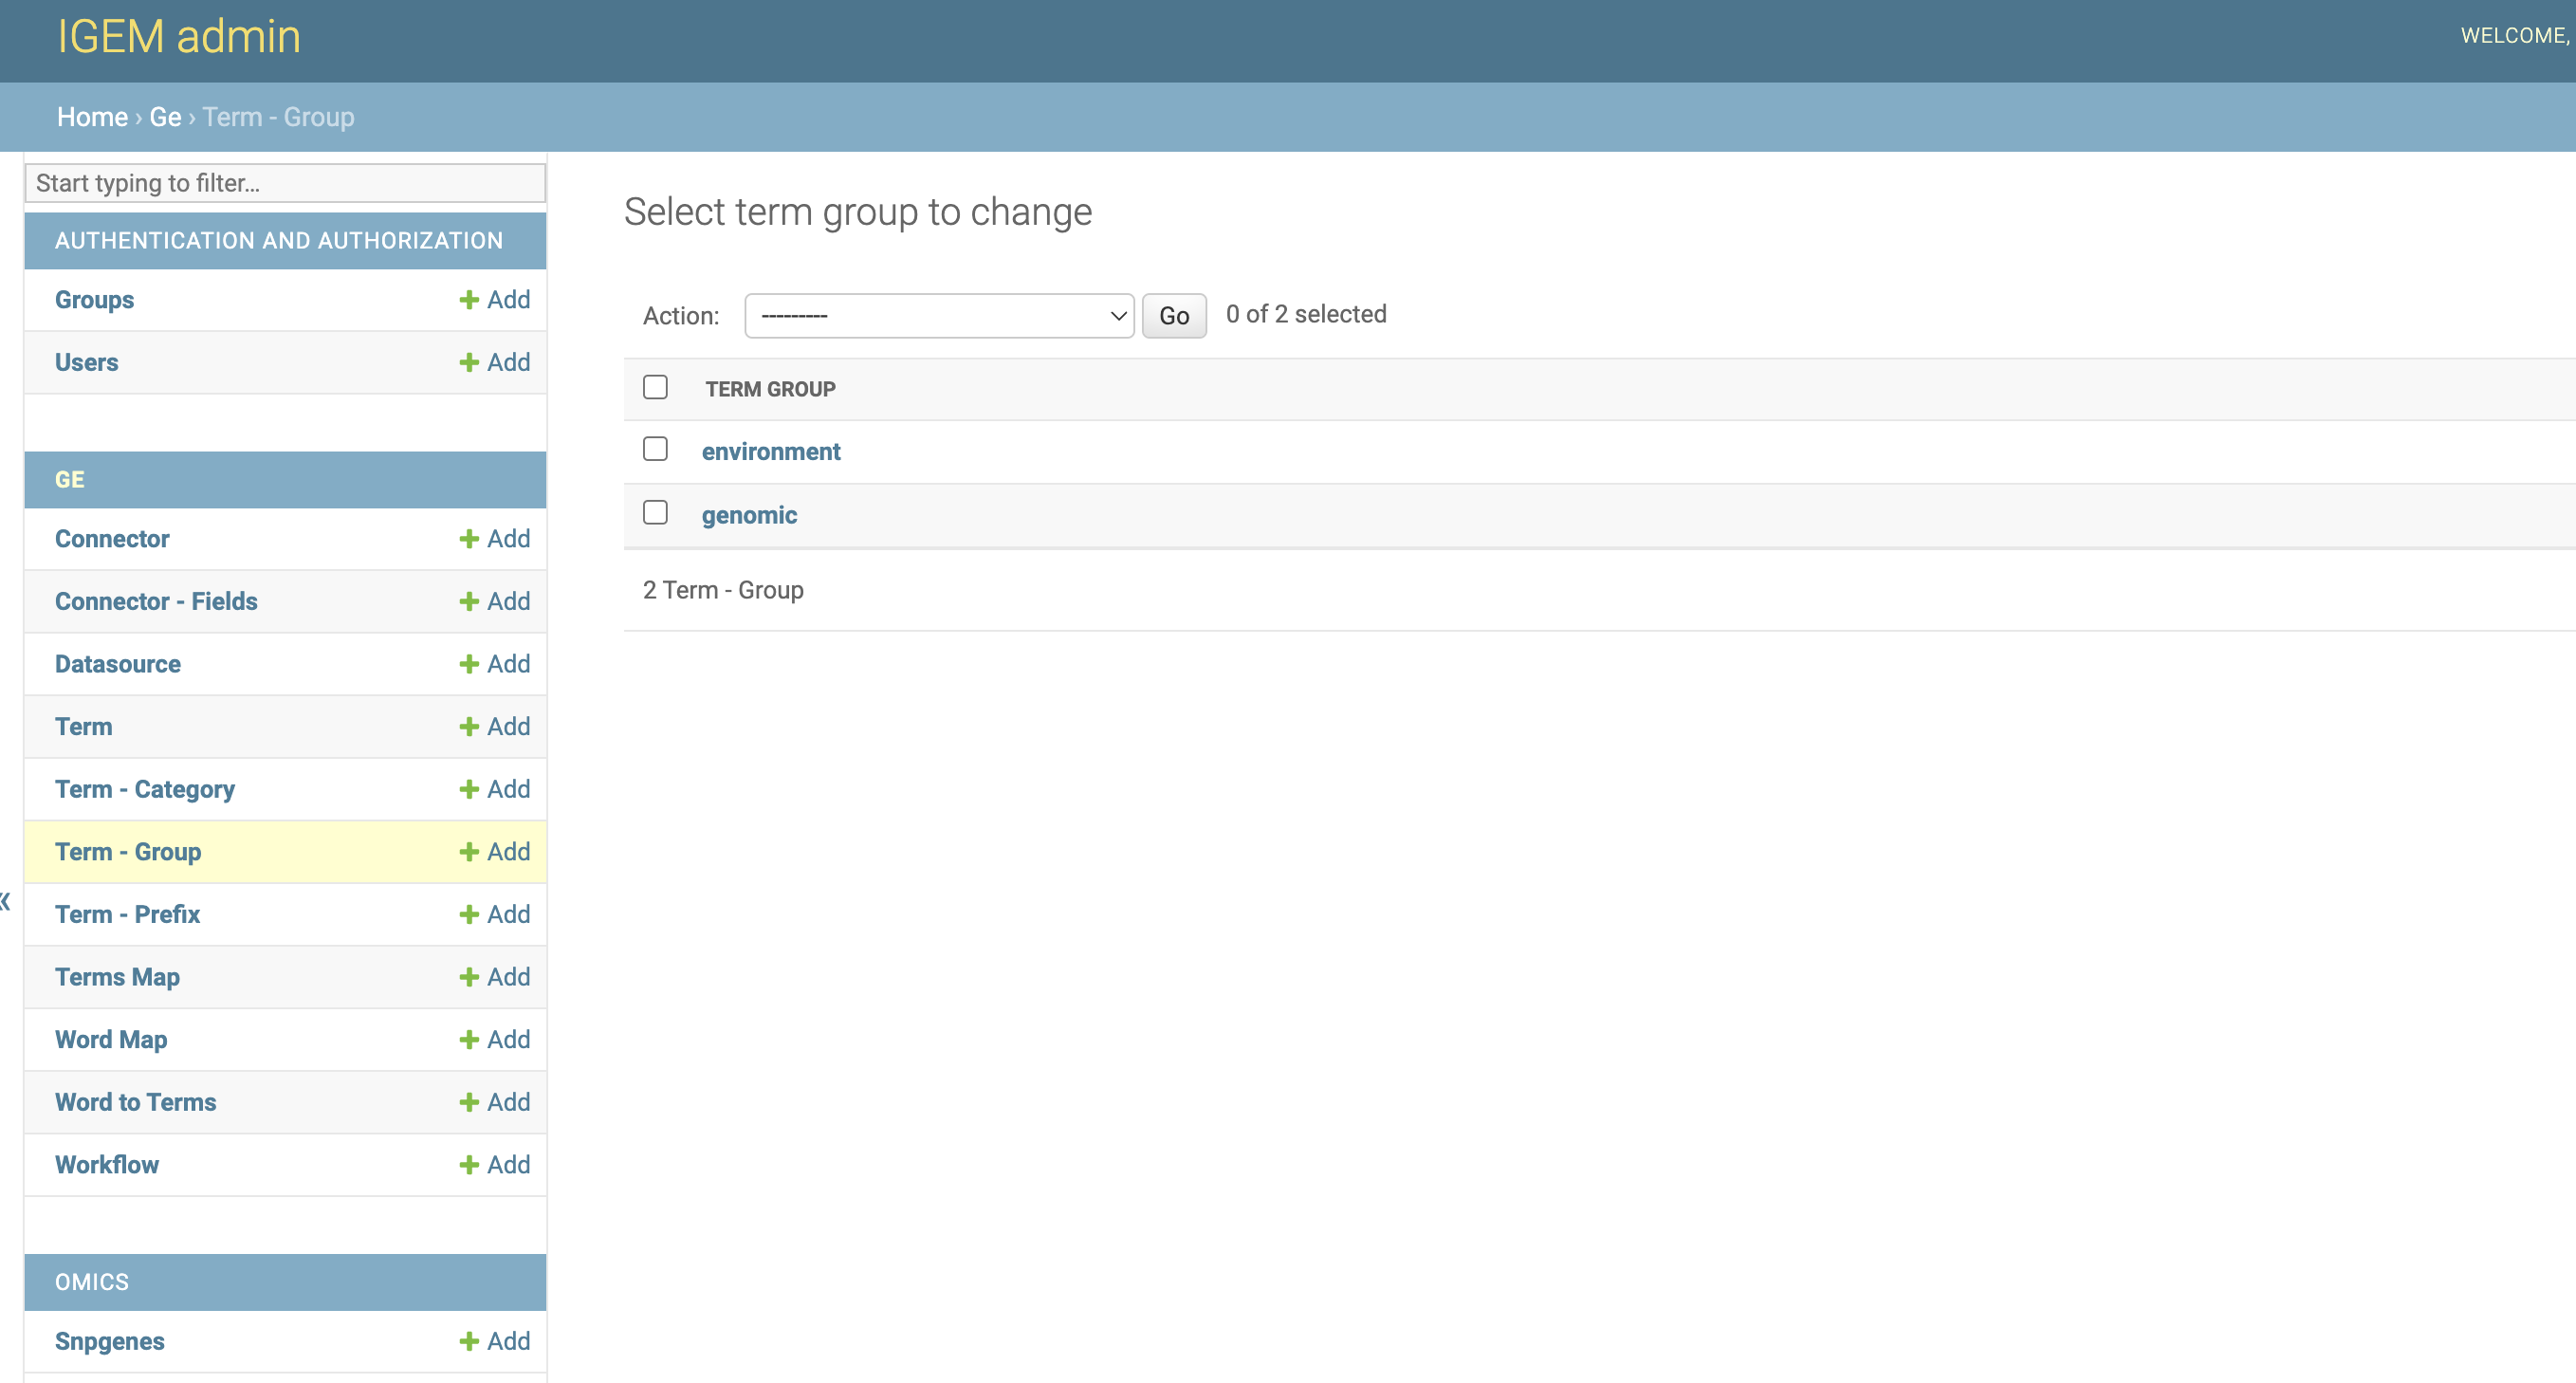 IGEM admin
WELCOME,
Home › Ge › Term - Group
Start typing to filter...
AUTHENTICATION AND AUTHORIZATION
Groups + Add
Users + Add
GE
Connector + Add
Connector - Fields + Add
Datasource + Add
Term + Add
Term - Category + Add
Term - Group + Add
Term - Prefix + Add
Terms Map + Add
Word Map + Add
Word to Terms + Add
Workflow + Add
OMICS
Snpgenes + Add
«
Select term group to change
Action: --------- Go 0 of 2 selected
TERM GROUP
environment
genomic
2 Term - Group